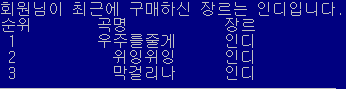 회원님이 최근에 구매하신 장르는 인디입니다.
순위 곡명 장르
1 우주를줄게 인디
2 위잉위잉 인디
3 막걸리나 인디